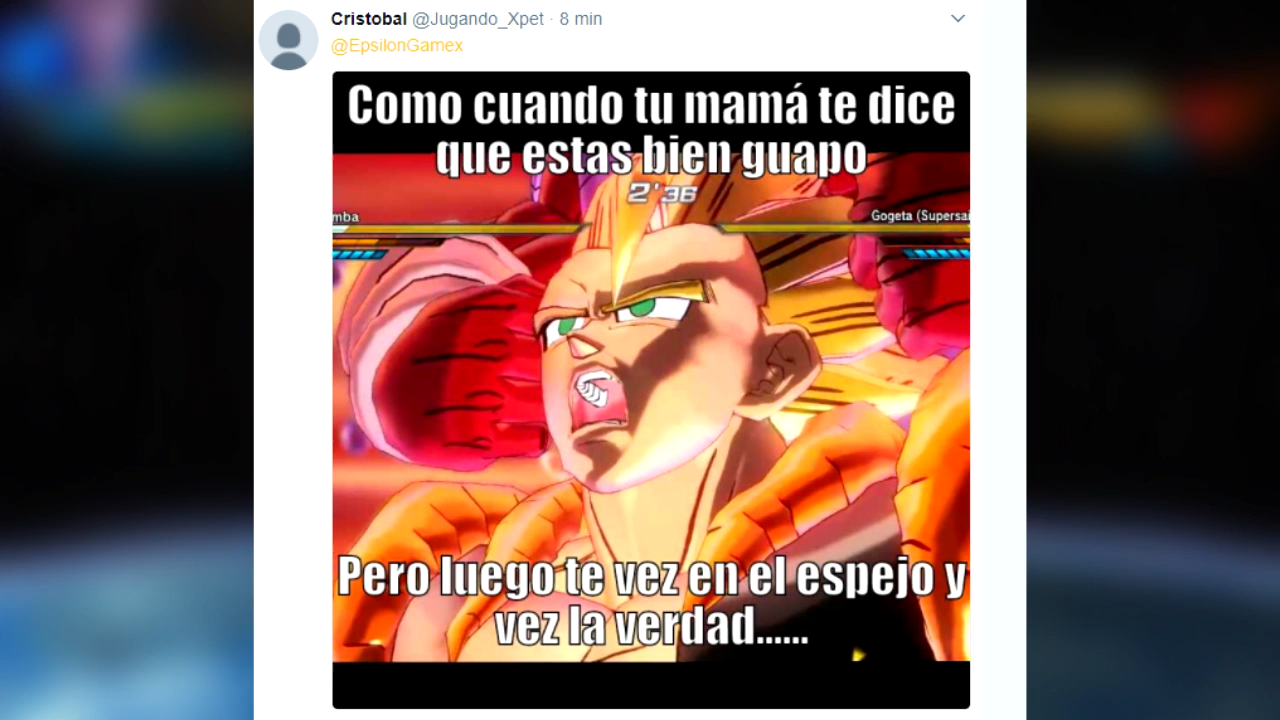 Cristobal @Jugando_Xpet · 8 min
@EpsilonGamex
Como cuando tu mamá te dice
que estas bien guapo
2'36
mba
Gogeta (Supersai
Pero luego te vez en el espejo y
vez la verdad......